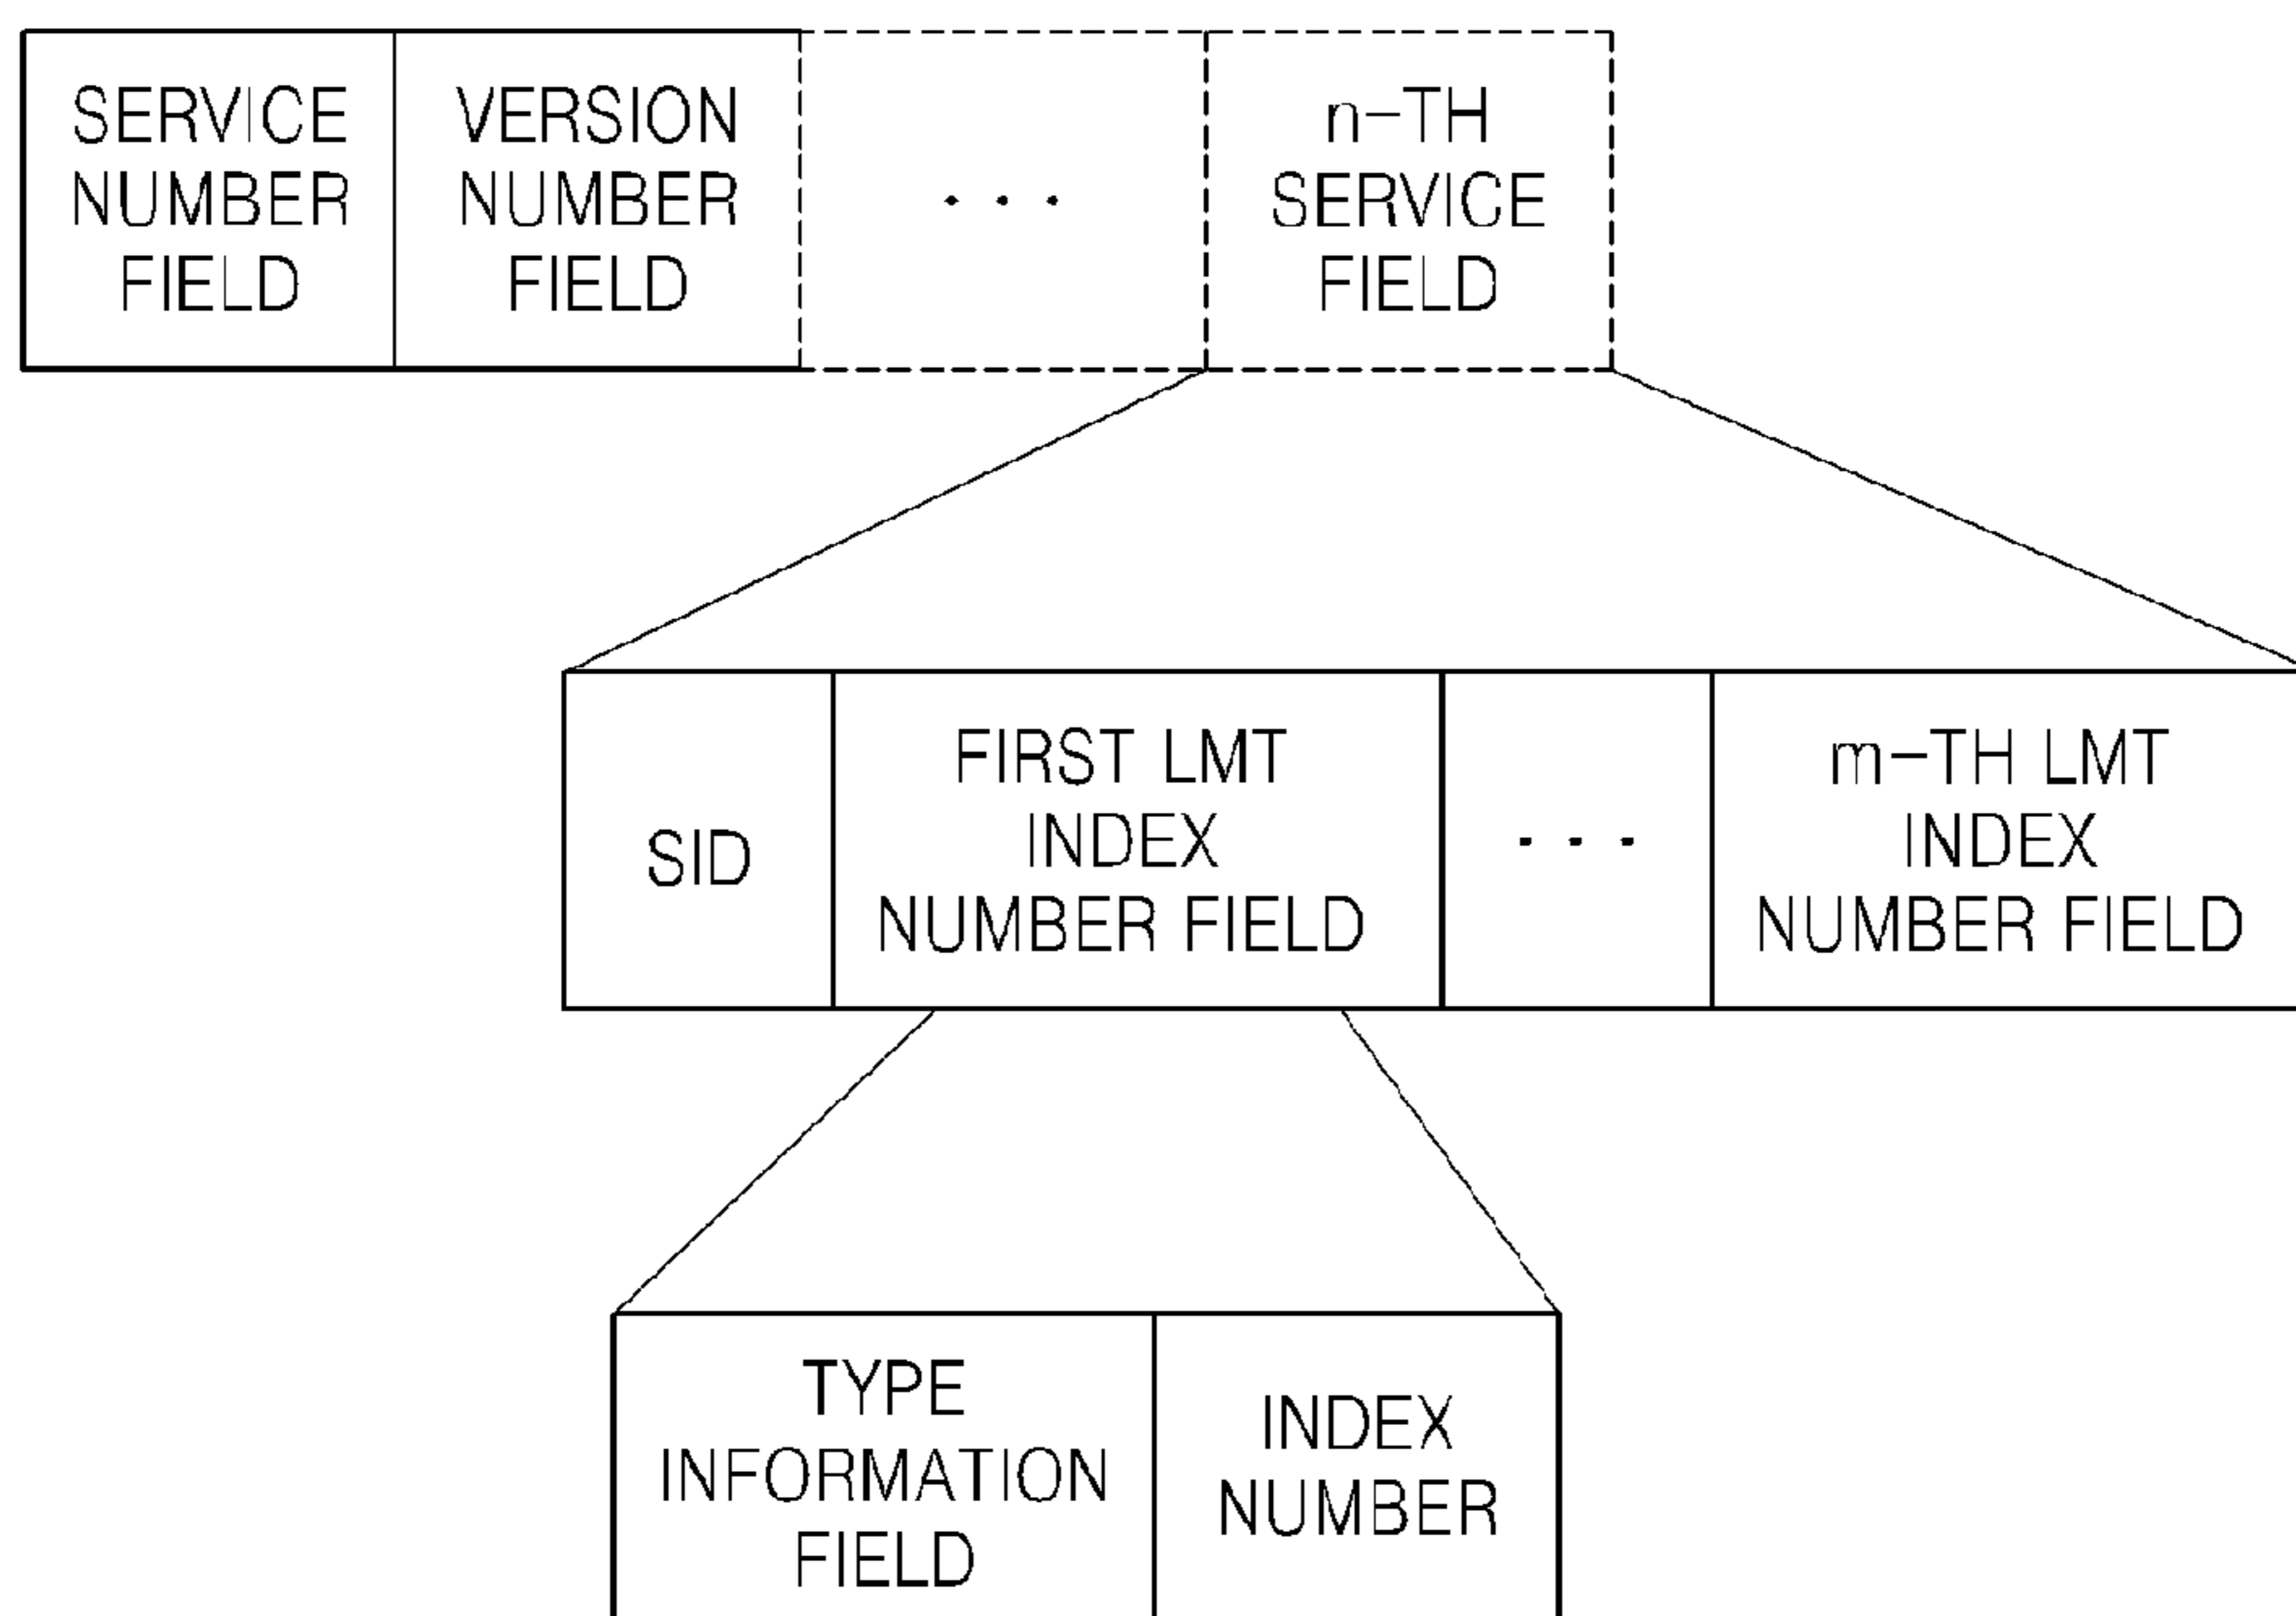 SERVICE
NUMBER
FIELD
VERSION
NUMBER
FIELD
. . .
n-TH
SERVICE
FIELD
SID
FIRST LMT
INDEX
NUMBER FIELD
. . .
m-TH LMT
INDEX
NUMBER FIELD
TYPE
INFORMATION
FIELD
INDEX
NUMBER